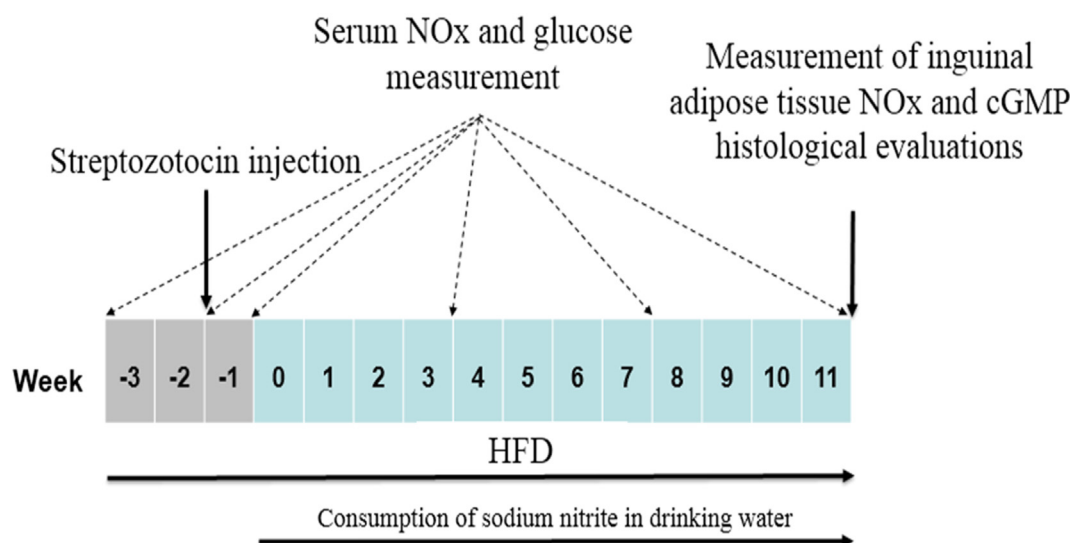 Serum NOx and glucose
measurement
Measurement of inguinal
adipose tissue NOx and cGMP
histological evaluations
Streptozotocin injection
Week -3 -2 -1 0 1 2 3 4 5 6 7 8 9 10 11
HFD
Consumption of sodium nitrite in drinking water